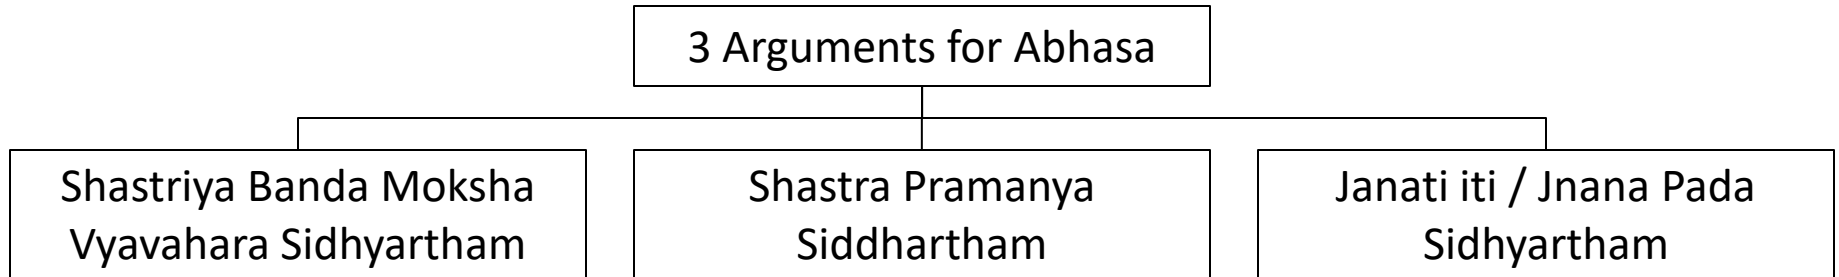 3 Arguments for Abhasa
Shastriya Banda Moksha
Vyavahara Sidhyartham
Shastra Pramanya
Siddhartham
Janati iti / Jnana Pada
Sidhyartham